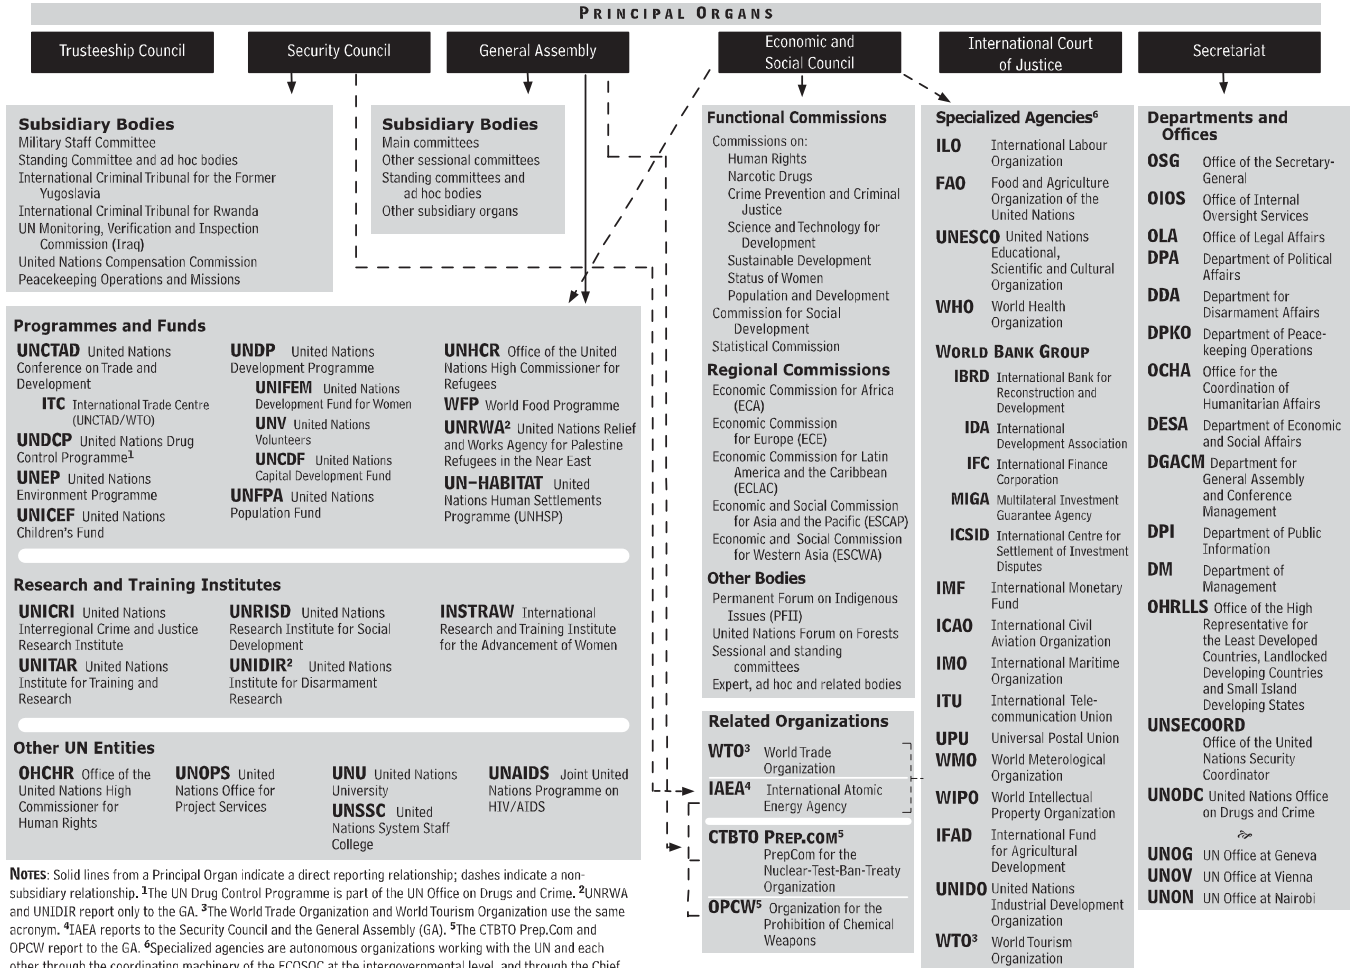 PRINCIPAL ORGANS
Trusteeship Council
Security Council
General Assembly
Economic and
Social Council
International Court
of Justice
Secretariat
Subsidiary Bodies
Military Staff Committee
Standing Committee and ad hoc bodies
International Criminal Tribunal for the Former
Yugoslavia
International Criminal Tribunal for Rwanda
UN Monitoring, Verification and Inspection
Commission (Iraq)
United Nations Compensation Commission
Peacekeeping Operations and Missions
Subsidiary Bodies
Main committees
Other sessional committees
Standing committees and
ad hoc bodies
Other subsidiary organs
Programmes and Funds
UNCTAD United Nations
Conference on Trade and
Development
ITC International Trade Centre
(UNCTAD/WTO)
UNDCP United Nations Drug
Control Programme¹
UNEP United Nations
Environment Programme
UNICEF United Nations
Children's Fund
UNDP United Nations
Development Programme
UNIFEM United Nations
Development Fund for Women
UNV United Nations
Volunteers
UNCDF United Nations
Capital Development Fund
UNFPA United Nations
Population Fund
UNHCR Office of the United
Nations High Commissioner for
Refugees
WFP World Food Programme
UNRWA² United Nations Relief
and Works Agency for Palestine
Refugees in the Near East
UN-HABITAT United
Nations Human Settlements
Programme (UNHSP)
Research and Training Institutes
UNICRI United Nations
Interregional Crime and Justice
Research Institute
UNITAR United Nations
Institute for Training and
Research
UNRISD United Nations
Research Institute for Social
Development
UNIDIR² United Nations
Institute for Disarmament
Research
INSTRAW International
Research and Training Institute
for the Advancement of Women
Other UN Entities
OHCHR Office of the
United Nations High
Commissioner for
Human Rights
UNOPS United
Nations Office for
Project Services
UNU United Nations
University
UNSSC United
Nations System Staff
College
UNAIDS Joint United
Nations Programme on
HIV/AIDS
Functional Commissions
Commissions on:
Human Rights
Narcotic Drugs
Crime Prevention and Criminal
Justice
Science and Technology for
Development
Sustainable Development
Status of Women
Population and Development
Commission for Social
Development
Statistical Commission
Regional Commissions
Economic Commission for Africa
(ECA)
Economic Commission
for Europe (ECE)
Economic Commission for Latin
America and the Caribbean
(ECLAC)
Economic and Social Commission
for Asia and the Pacific (ESCAP)
Economic and Social Commission
for Western Asia (ESCWA)
Other Bodies
Permanent Forum on Indigenous
Issues (PFII)
United Nations Forum on Forests
Sessional and standing
committees
Expert, ad hoc and related bodies
Related Organizations
WTO³ World Trade
Organization
IAEA⁴ International Atomic
Energy Agency
CTBTO PREP.COM⁵
PrepCom for the
Nuclear-Test-Ban-Treaty
Organization
OPCW⁵ Organization for the
Prohibition of Chemical
Weapons
Specialized Agencies⁶
ILO International Labour
Organization
FAO Food and Agriculture
Organization of the
United Nations
UNESCO United Nations
Educational,
Scientific and Cultural
Organization
WHO World Health
Organization
WORLD BANK GROUP
IBRD International Bank for
Reconstruction and
Development
IDA International
Development Association
IFC International Finance
Corporation
MIGA Multilateral Investment
Guarantee Agency
ICSID International Centre for
Settlement of Investment
Disputes
IMF International Monetary
Fund
ICAO International Civil
Aviation Organization
IMO International Maritime
Organization
ITU International Tele-
communication Union
UPU Universal Postal Union
WMO World Meterological
Organization
WIPO World Intellectual
Property Organization
IFAD International Fund
for Agricultural
Development
UNIDO United Nations
Industrial Development
Organization
WTO³ World Tourism
Organization
Departments and
Offices
OSG Office of the Secretary-
General
OIOS Office of Internal
Oversight Services
OLA Office of Legal Affairs
DPA Department of Political
Affairs
DDA Department for
Disarmament Affairs
DPKO Department of Peace-
keeping Operations
OCHA Office for the
Coordination of
Humanitarian Affairs
DESA Department of Economic
and Social Affairs
DGACM Department for
General Assembly
and Conference
Management
DPI Department of Public
Information
DM Department of
Management
OHRLLS Office of the High
Representative for
the Least Developed
Countries, Landlocked
Developing Countries
and Small Island
Developing States
UNSECOORD
Office of the United
Nations Security
Coordinator
UNODC United Nations Office
on Drugs and Crime
UNOG UN Office at Geneva
UNOV UN Office at Vienna
UNON UN Office at Nairobi
NOTES: Solid lines from a Principal Organ indicate a direct reporting relationship; dashes indicate a non-
subsidiary relationship. ¹The UN Drug Control Programme is part of the UN Office on Drugs and Crime. ²UNRWA
and UNIDIR report only to the GA. ³The World Trade Organization and World Tourism Organization use the same
acronym. ⁴IAEA reports to the Security Council and the General Assembly (GA). ⁵The CTBTO Prep.Com and
OPCW report to the GA. ⁶Specialized agencies are autonomous organizations working with the UN and each
other through the coordinating machinery of the ECOSOC at the intergovernmental level, and through the Chief